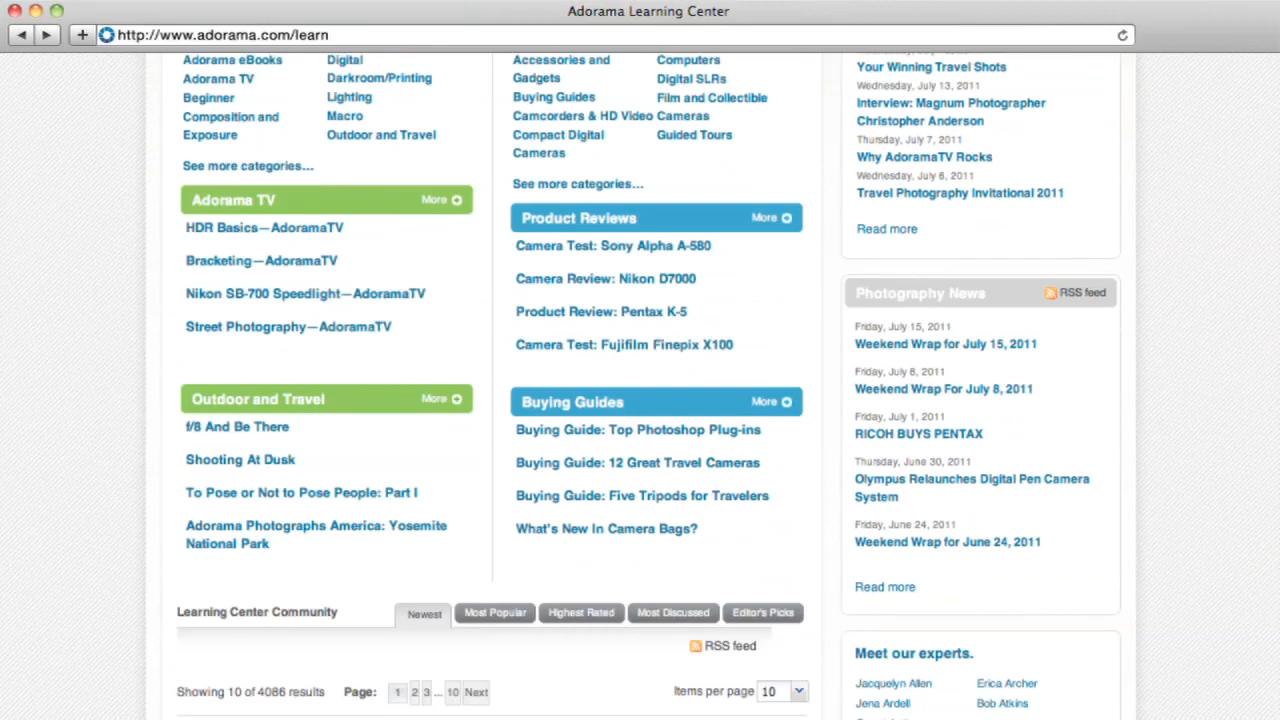 Adorama Learning Center
http://www.adorama.com/learn
Adorama eBooks
Adorama TV
Beginner
Composition and
Exposure
Digital
Darkroom/Printing
Lighting
Macro
Outdoor and Travel
See more categories...
Adorama TV More
HDR Basics—AdoramaTV
Bracketing—AdoramaTV
Nikon SB-700 Speedlight—AdoramaTV
Street Photography—AdoramaTV
Outdoor and Travel More
f/8 And Be There
Shooting At Dusk
To Pose or Not to Pose People: Part I
Adorama Photographs America: Yosemite
National Park
Accessories and
Gadgets
Buying Guides
Camcorders & HD Video
Compact Digital
Cameras
Computers
Digital SLRs
Film and Collectible
Cameras
Guided Tours
See more categories...
Product Reviews More
Camera Test: Sony Alpha A-580
Camera Review: Nikon D7000
Product Review: Pentax K-5
Camera Test: Fujifilm Finepix X100
Buying Guides More
Buying Guide: Top Photoshop Plug-ins
Buying Guide: 12 Great Travel Cameras
Buying Guide: Five Tripods for Travelers
What's New In Camera Bags?
Learning Center Community Newest Most Popular Highest Rated Most Discussed Editor's Picks
RSS feed
Showing 10 of 4086 results Page: 1 2 3 ... 10 Next Items per page 10
Your Winning Travel Shots
Wednesday, July 13, 2011
Interview: Magnum Photographer
Christopher Anderson
Thursday, July 7, 2011
Why AdoramaTV Rocks
Wednesday, July 6, 2011
Travel Photography Invitational 2011
Read more
Photography News RSS feed
Friday, July 15, 2011
Weekend Wrap for July 15, 2011
Friday, July 8, 2011
Weekend Wrap For July 8, 2011
Friday, July 1, 2011
RICOH BUYS PENTAX
Thursday, June 30, 2011
Olympus Relaunches Digital Pen Camera
System
Friday, June 24, 2011
Weekend Wrap for June 24, 2011
Read more
Meet our experts.
Jacquelyn Allen Erica Archer
Jena Ardell Bob Atkins